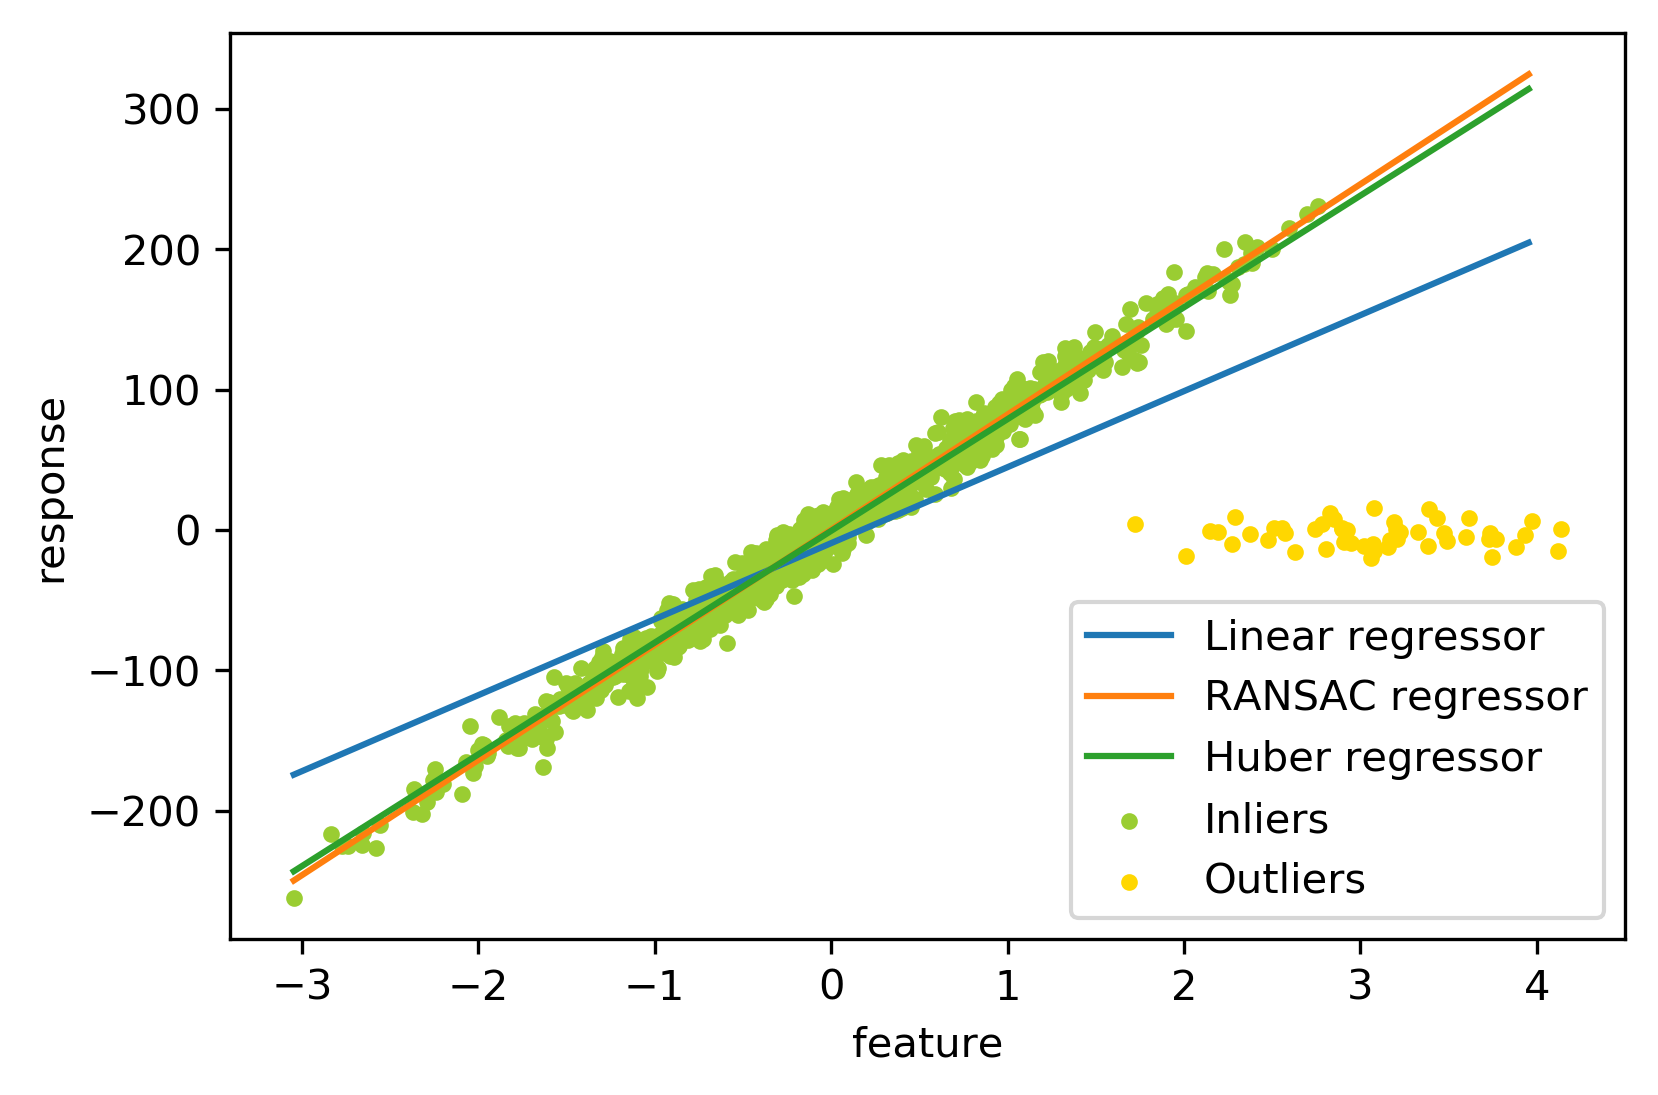 300
200
100
0
−100
−200
response
−3 −2 −1 0 1 2 3 4
feature
Linear regressor
RANSAC regressor
Huber regressor
Inliers
Outliers